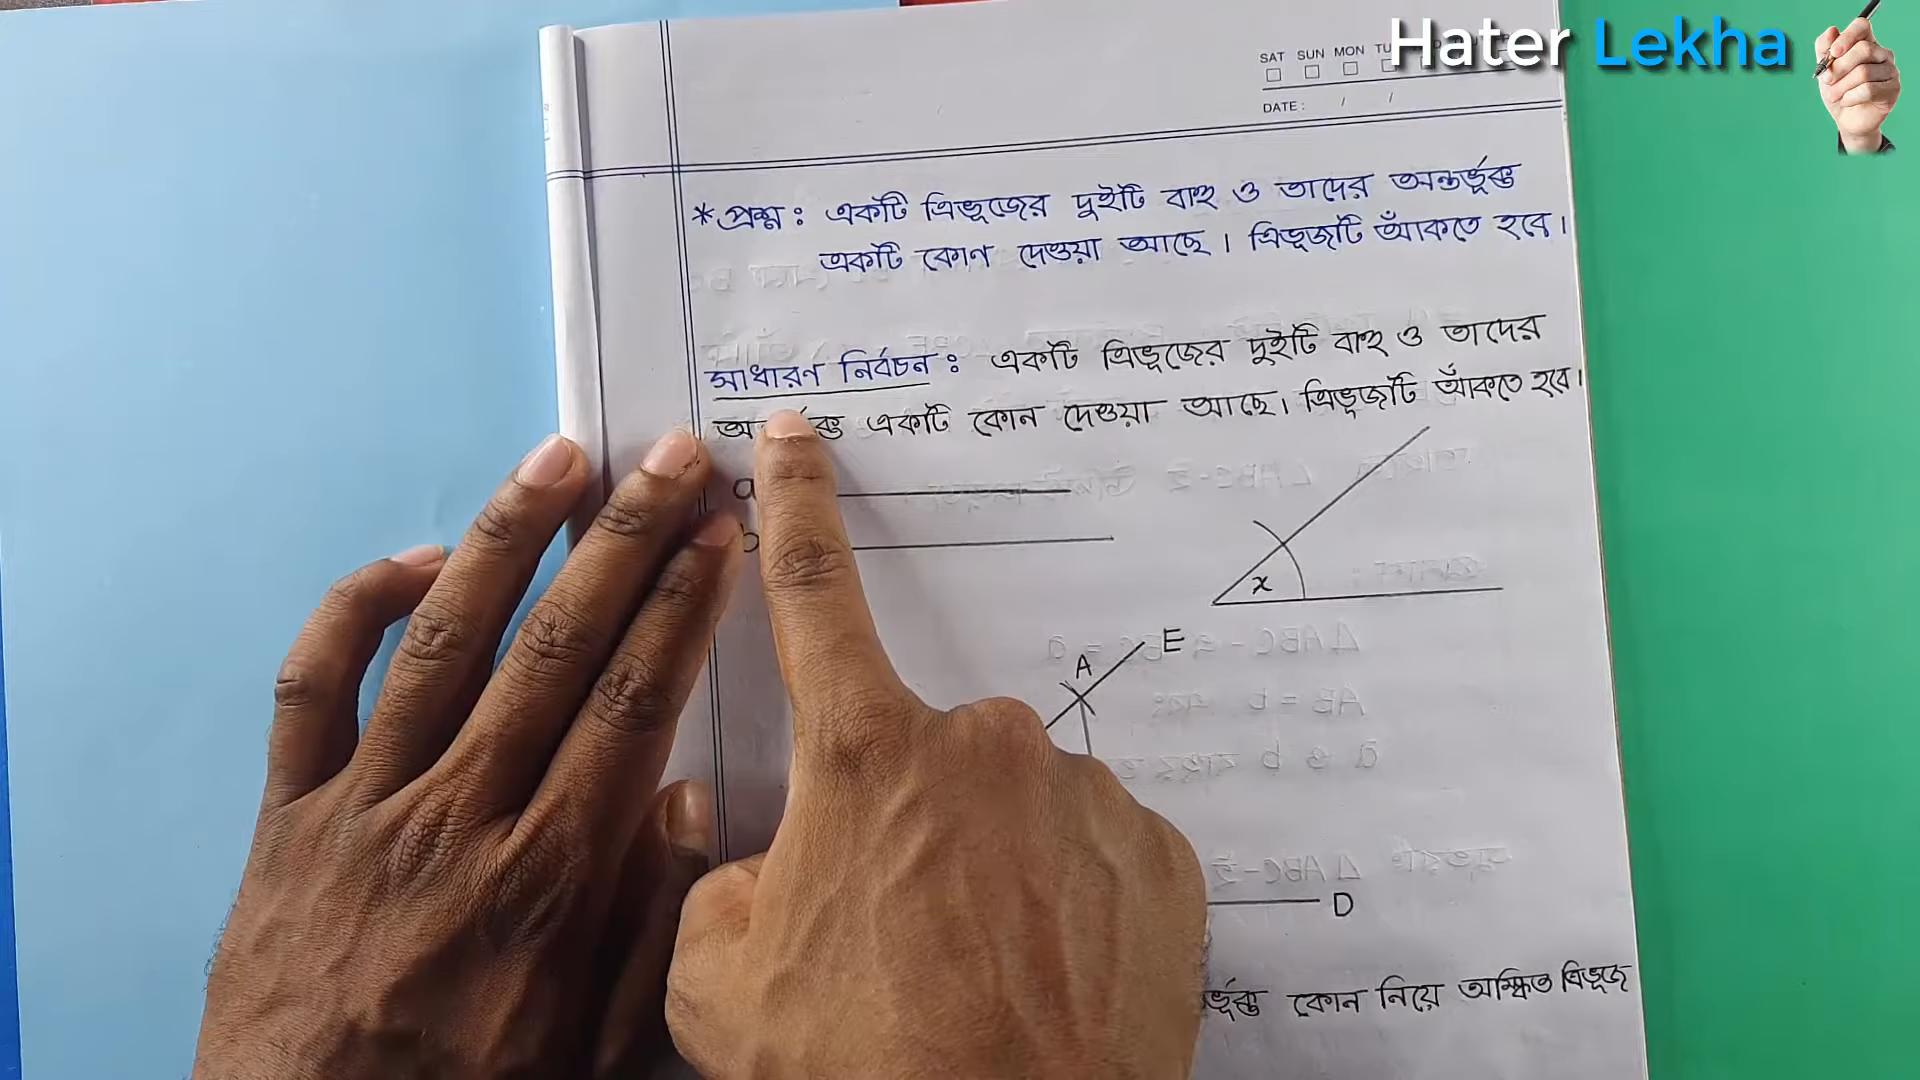 Hater Lekha
SAT SUN MON
DATE : / /
* প্রশ্ন : একটি ত্রিভূজের দুইটি বাহু ও তাদের অন্তর্ভূক্ত
একটি কোণ দেওয়া আছে। ত্রিভূজটি আঁকতে হবে।
সাধারণ নির্বচন : একটি ত্রিভূজের দুইটি বাহু ও তাদের
একটি কোন দেওয়া আছে। ত্রিভূজটি আঁকতে হবে।
a
b
x
E
A
D
কোন নিয়ে অঙ্কিত ত্রিভূজ